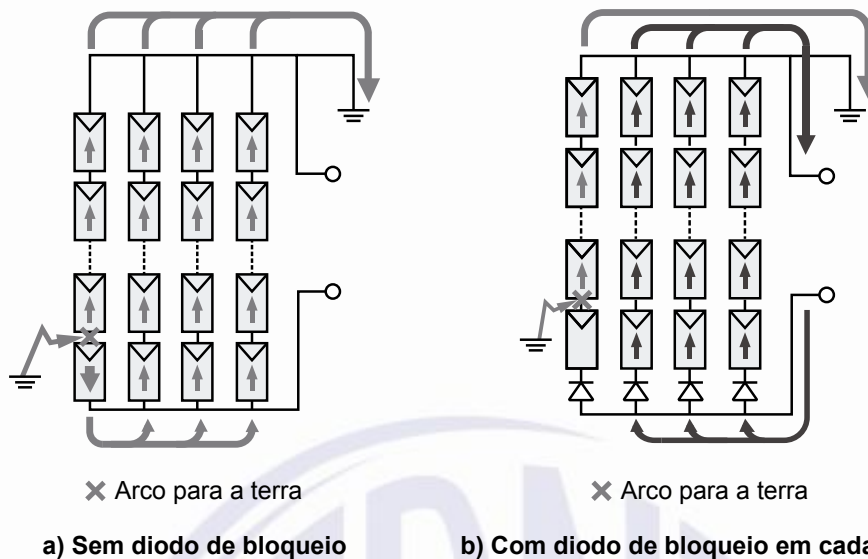 Arco para a terra
Arco para a terra
a) Sem diodo de bloqueio
b) Com diodo de bloqueio em cada